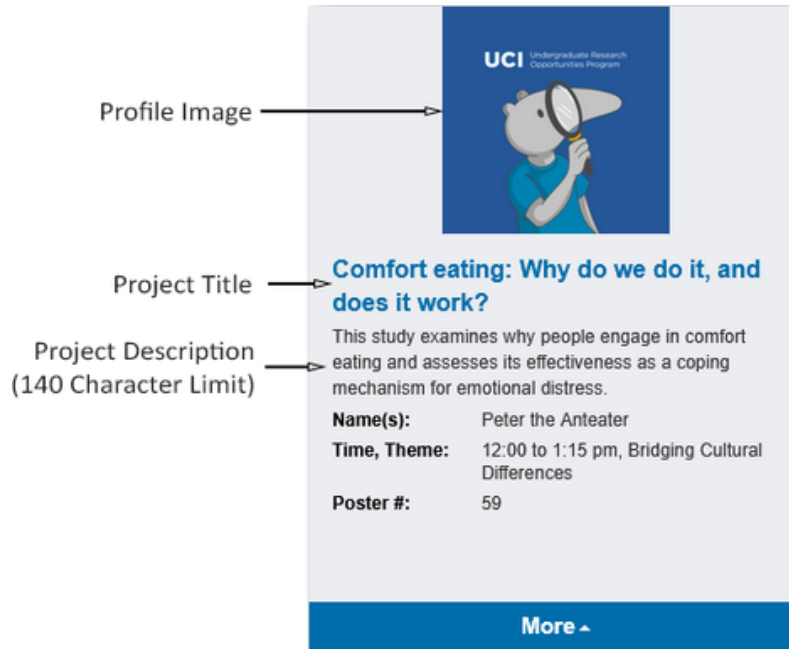 UCI Undergraduate Research
Opportunities Program
Profile Image
Project Title
Comfort eating: Why do we do it, and
does it work?
Project Description
(140 Character Limit)
This study examines why people engage in comfort
eating and assesses its effectiveness as a coping
mechanism for emotional distress.
Name(s): Peter the Anteater
Time, Theme: 12:00 to 1:15 pm, Bridging Cultural
Differences
Poster #: 59
More